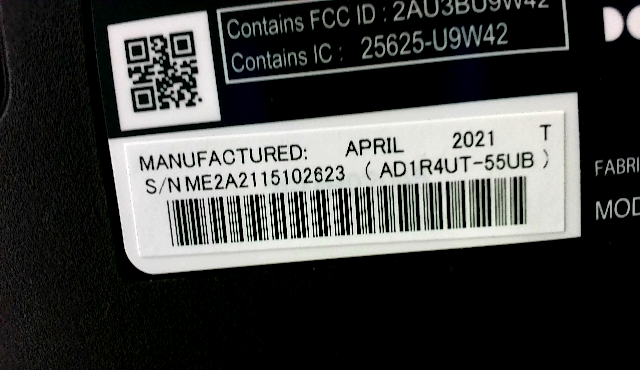 Contains FCC ID : 2AU3BU9W42
Contains IC : 25625-U9W42
MANUFACTURED: APRIL 2021 T
S/N ME2A2115102623 ( AD1R4UT-55UB )
FABRI
MOD